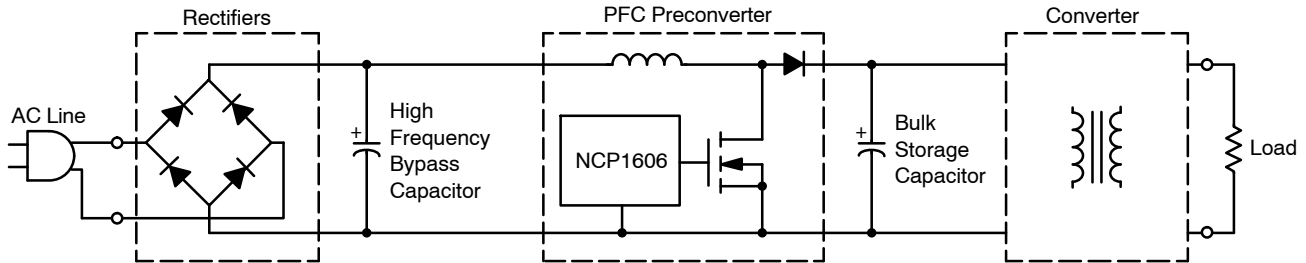 Rectifiers
PFC Preconverter
Converter
AC Line
+
High
Frequency
Bypass
Capacitor
NCP1606
+
Bulk
Storage
Capacitor
Load